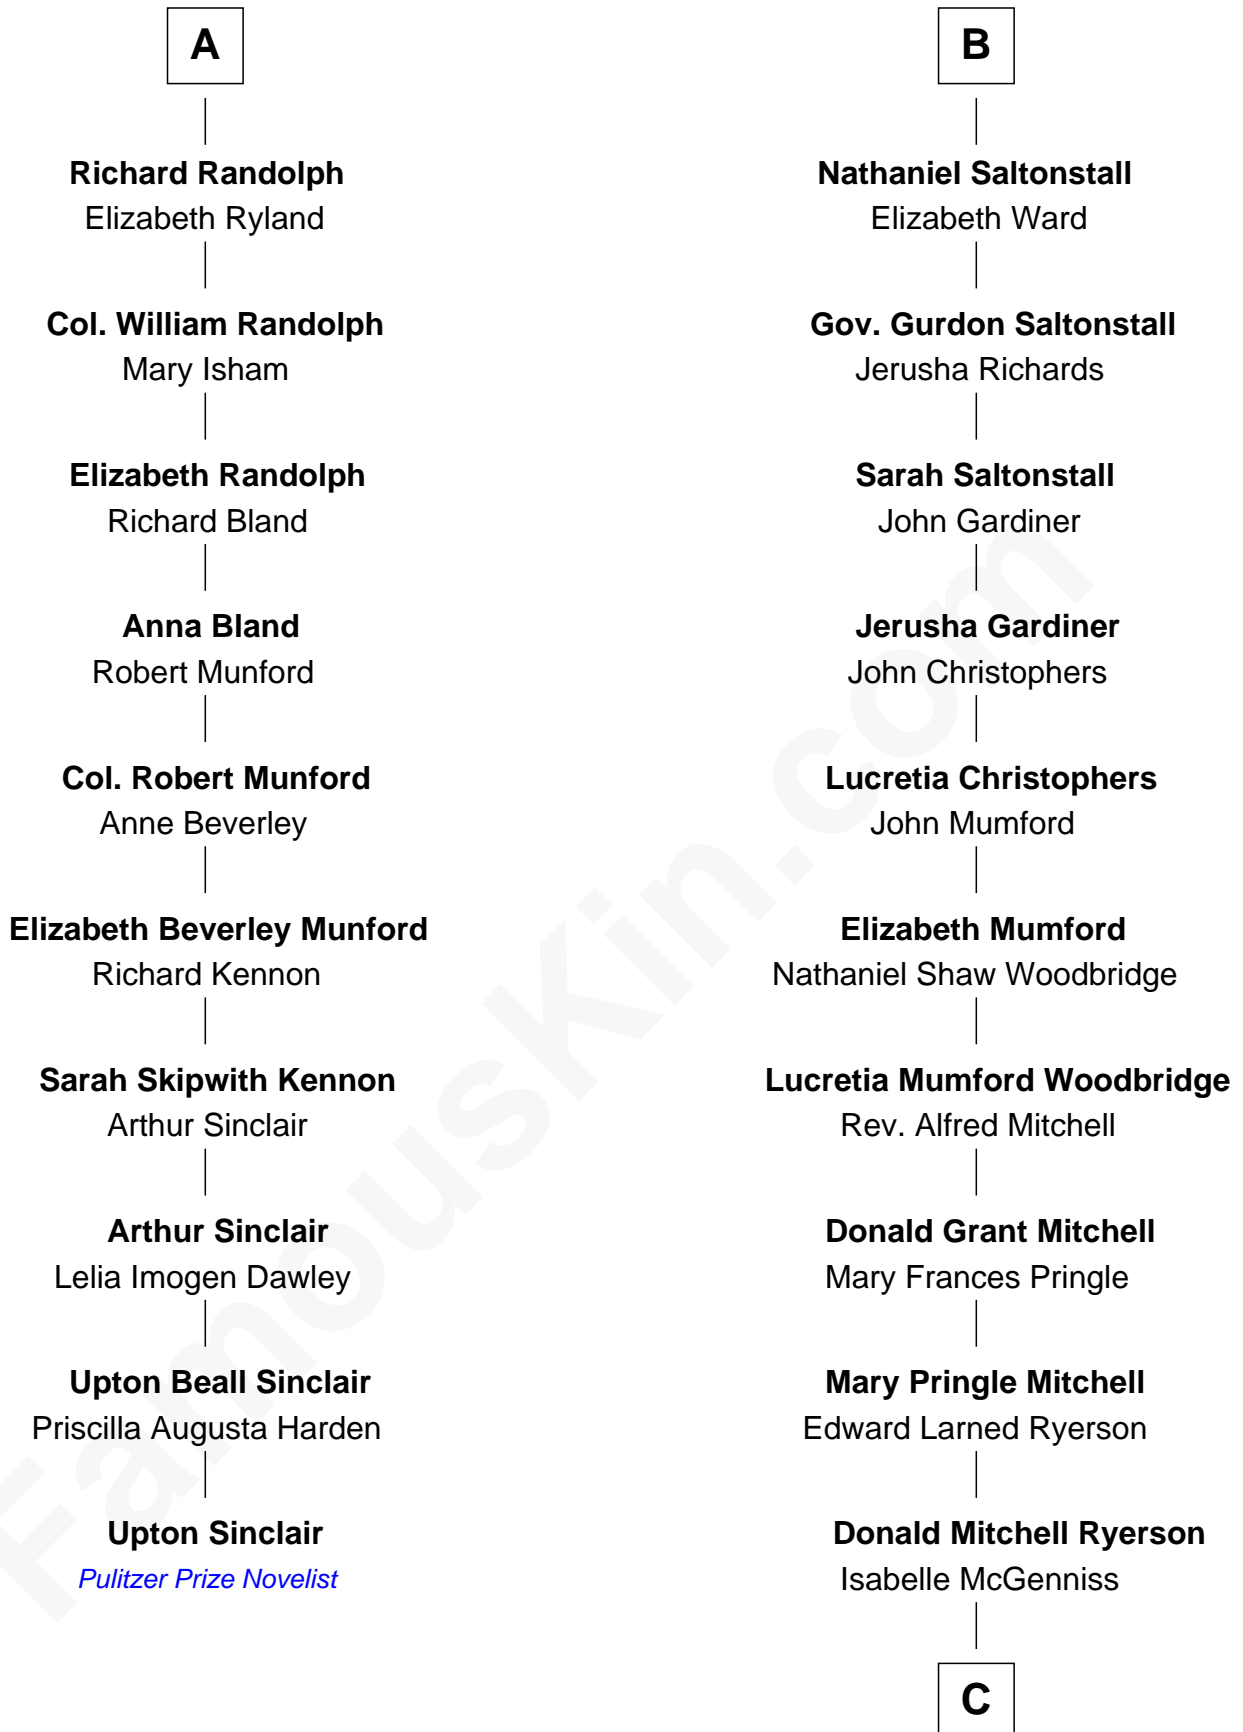 A
Richard Randolph
Elizabeth Ryland
Col. William Randolph
Mary Isham
Elizabeth Randolph
Richard Bland
Anna Bland
Robert Munford
Col. Robert Munford
Anne Beverley
Elizabeth Beverley Munford
Richard Kennon
Sarah Skipwith Kennon
Arthur Sinclair
Arthur Sinclair
Lelia Imogen Dawley
Upton Beall Sinclair
Priscilla Augusta Harden
Upton Sinclair
Pulitzer Prize Novelist
B
Nathaniel Saltonstall
Elizabeth Ward
Gov. Gurdon Saltonstall
Jerusha Richards
Sarah Saltonstall
John Gardiner
Jerusha Gardiner
John Christophers
Lucretia Christophers
John Mumford
Elizabeth Mumford
Nathaniel Shaw Woodbridge
Lucretia Mumford Woodbridge
Rev. Alfred Mitchell
Donald Grant Mitchell
Mary Frances Pringle
Mary Pringle Mitchell
Edward Larned Ryerson
Donald Mitchell Ryerson
Isabelle McGenniss
C
FamousKin.com